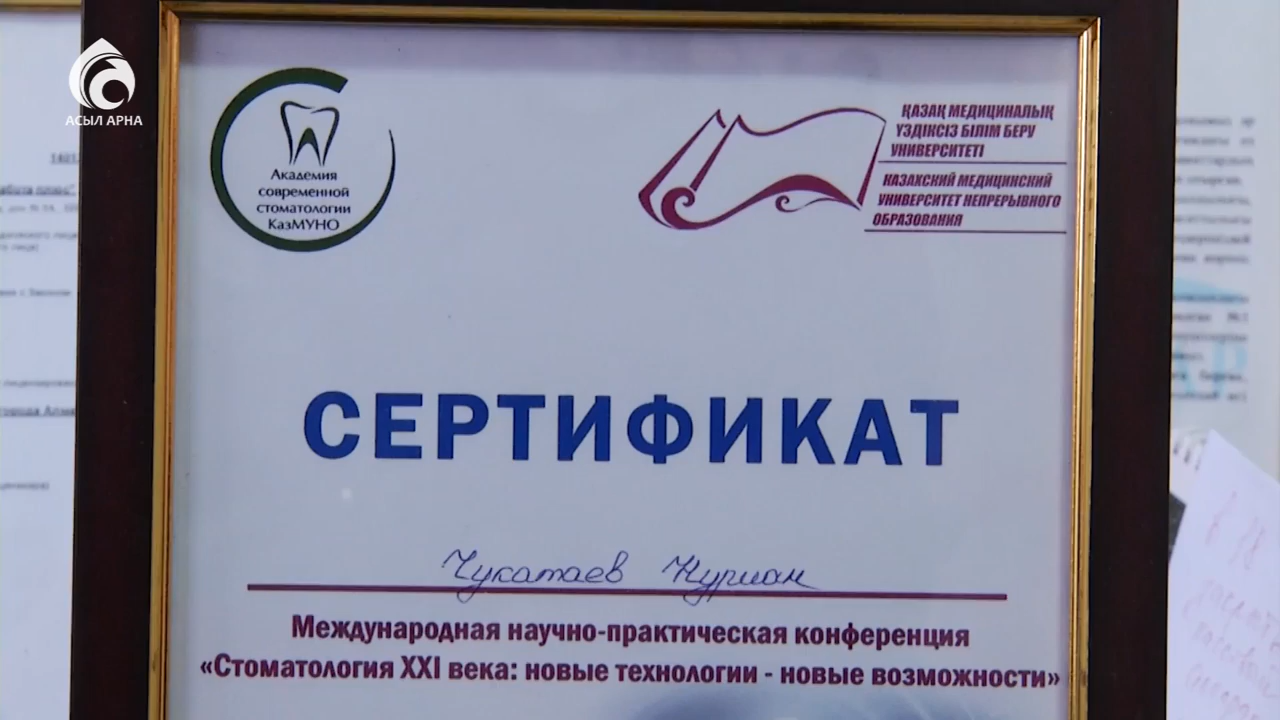 АСЫЛ АРНА
Академия
современной
стоматологии
КазМУНО
ҚАЗАҚ МЕДИЦИНАЛЫҚ
ҮЗДІКСІЗ БІЛІМ БЕРУ
УНИВЕРСИТЕТІ
КАЗАХСКИЙ МЕДИЦИНСКИЙ
УНИВЕРСИТЕТ НЕПРЕРЫВНОГО
ОБРАЗОВАНИЯ
СЕРТИФИКАТ
Чукатаев Нуржан
Международная научно-практическая конференция
«Стоматология XXI века: новые технологии - новые возможности»